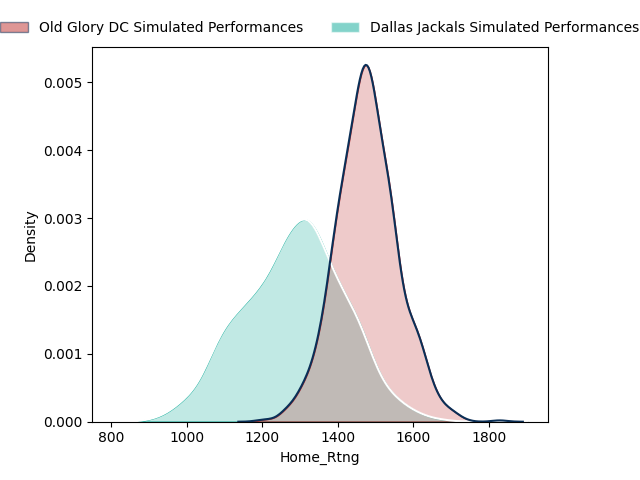 Old Glory DC Simulated Performances
Dallas Jackals Simulated Performances
0.005
0.004
0.003
0.002
0.001
0.000
Density
800 1000 1200 1400 1600 1800
Home_Rtng